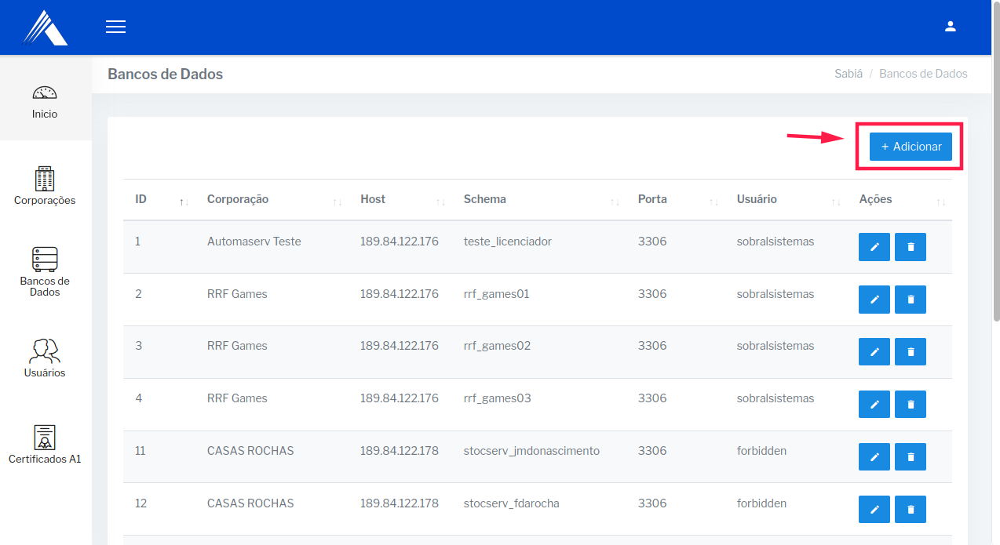 Bancos de Dados
Sabiá / Bancos de Dados
Inicio
Corporações
Bancos de
Dados
Usuários
Certificados A1
+ Adicionar
ID Corporação Host Schema Porta Usuário Ações
1 Automaserv Teste 189.84.122.176 teste_licenciador 3306 sobralsistemas
2 RRF Games 189.84.122.176 rrf_games01 3306 sobralsistemas
3 RRF Games 189.84.122.176 rrf_games02 3306 sobralsistemas
4 RRF Games 189.84.122.176 rrf_games03 3306 sobralsistemas
11 CASAS ROCHAS 189.84.122.178 stocserv_jmdonascimento 3306 forbidden
12 CASAS ROCHAS 189.84.122.178 stocserv_fdarocha 3306 forbidden